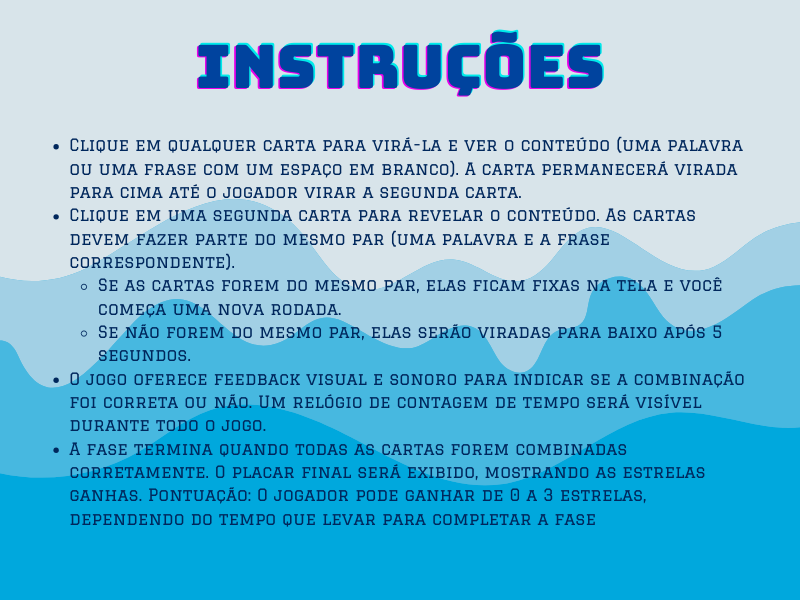 INSTRUÇÕES
• Clique em qualquer carta para virá-la e ver o conteúdo (uma palavra
ou uma frase com um espaço em branco). A carta permanecerá virada
para cima até o jogador virar a segunda carta.
• Clique em uma segunda carta para revelar o conteúdo. As cartas
devem fazer parte do mesmo par (uma palavra e a frase
correspondente).
◦ Se as cartas forem do mesmo par, elas ficam fixas na tela e você
começa uma nova rodada.
◦ Se não forem do mesmo par, elas serão viradas para baixo após 5
segundos.
• O jogo oferece feedback visual e sonoro para indicar se a combinação
foi correta ou não. Um relógio de contagem de tempo será visível
durante todo o jogo.
• A fase termina quando todas as cartas forem combinadas
corretamente. O placar final será exibido, mostrando as estrelas
ganhas. Pontuação: O jogador pode ganhar de 0 a 3 estrelas,
dependendo do tempo que levar para completar a fase